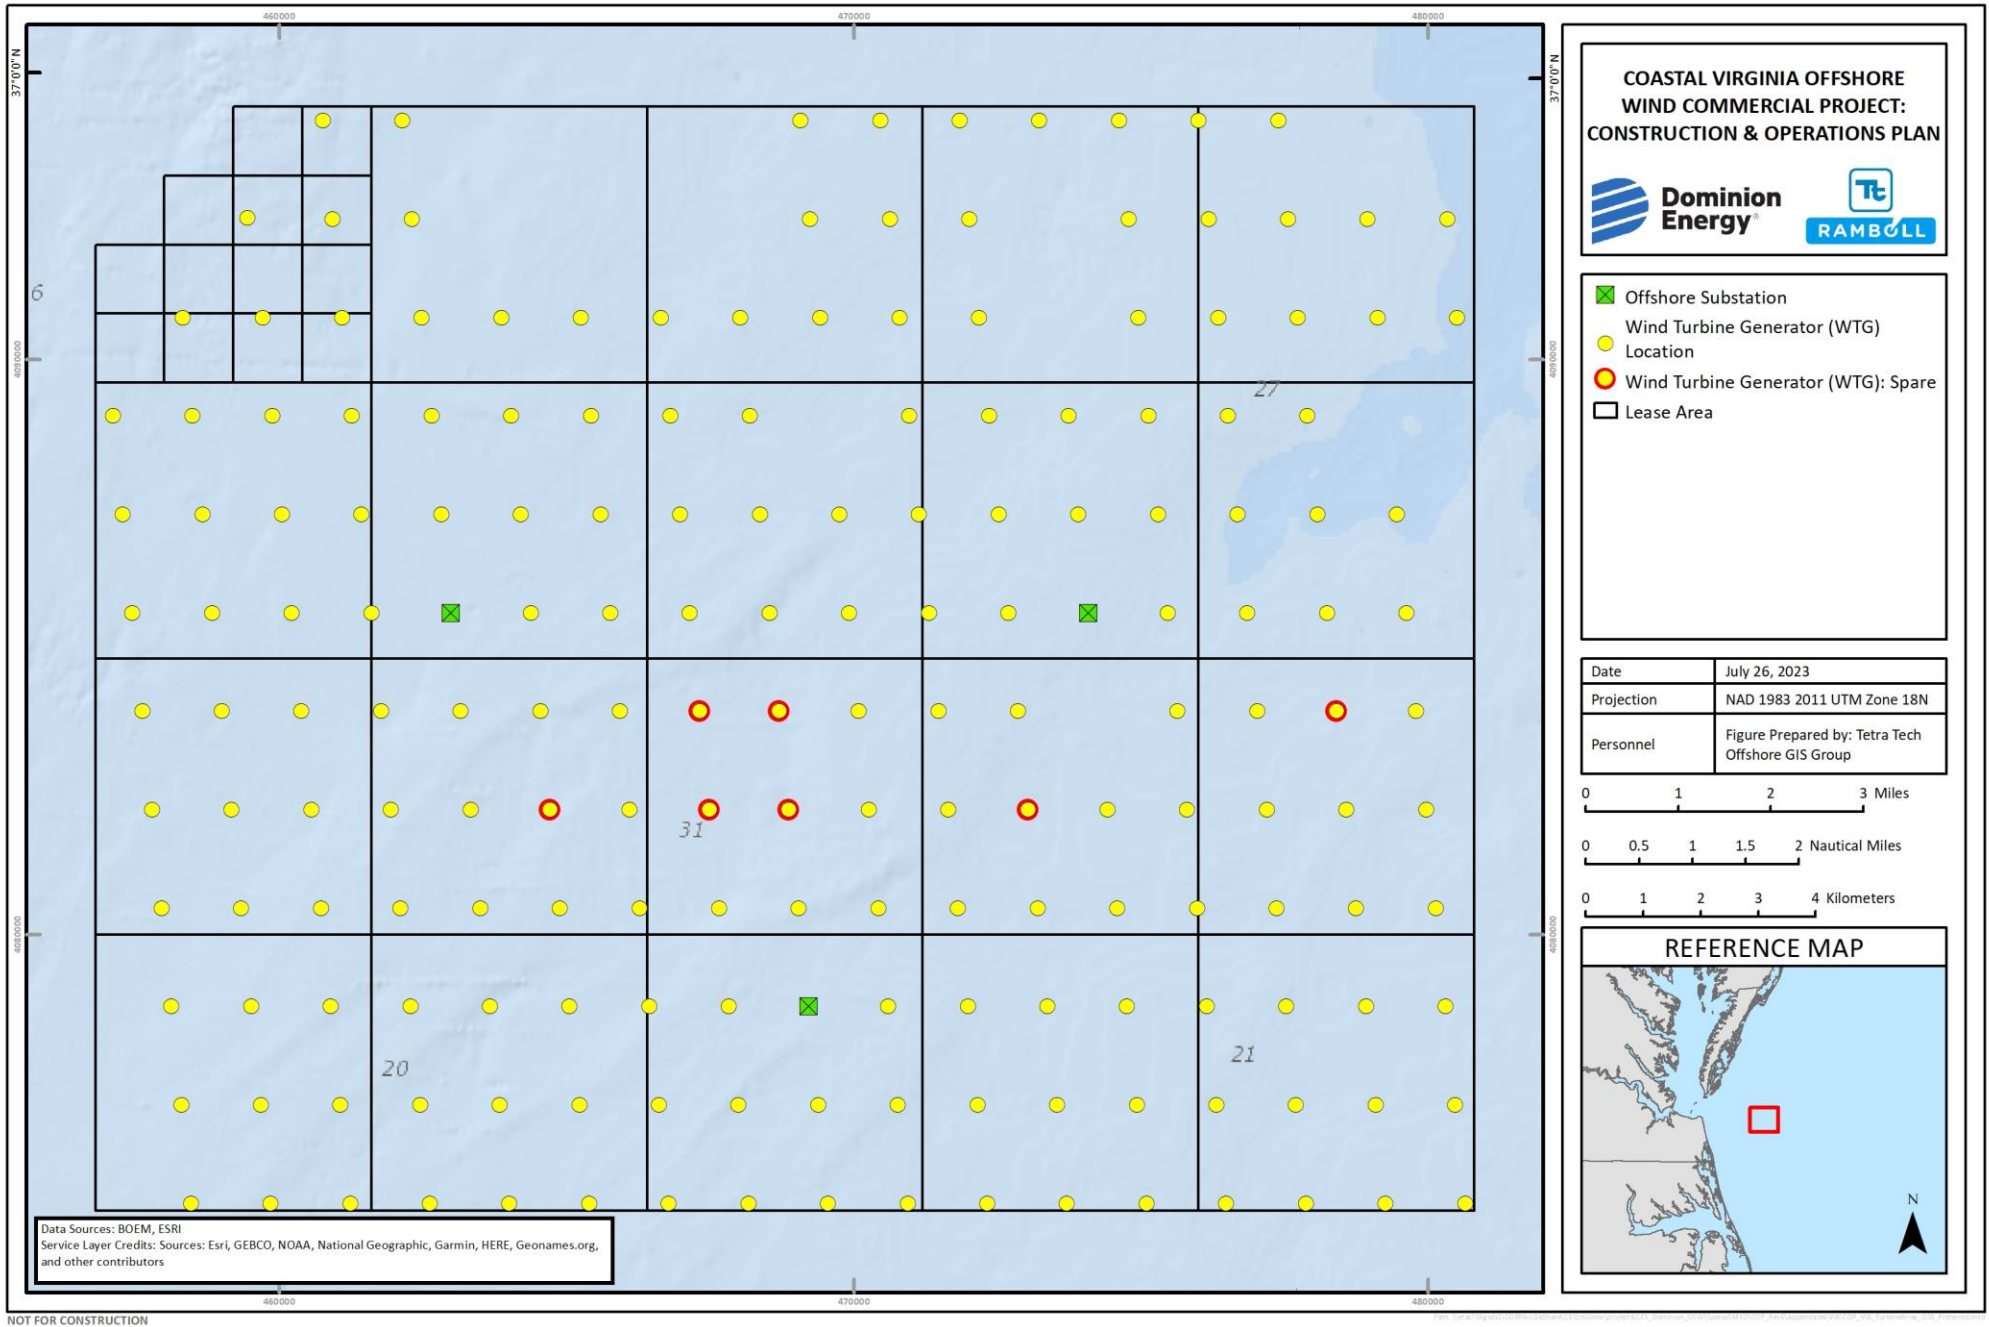 460000
470000
480000
37°0'0"N
37°0'0"N
COASTAL VIRGINIA OFFSHORE
WIND COMMERCIAL PROJECT:
CONSTRUCTION & OPERATIONS PLAN
Dominion
Energy®
Tt
RAMBOLL
Offshore Substation
Wind Turbine Generator (WTG)
Location
Wind Turbine Generator (WTG): Spare
Lease Area
6
4090000
4090000
27
31
Date
July 26, 2023
Projection
NAD 1983 2011 UTM Zone 18N
Personnel
Figure Prepared by: Tetra Tech
Offshore GIS Group
0 1 2 3 Miles
0 0.5 1 1.5 2 Nautical Miles
0 1 2 3 4 Kilometers
4080000
4080000
REFERENCE MAP
N
20
21
Data Sources: BOEM, ESRI
Service Layer Credits: Sources: Esri, GEBCO, NOAA, National Geographic, Garmin, HERE, Geonames.org,
and other contributors
460000
470000
480000
NOT FOR CONSTRUCTION